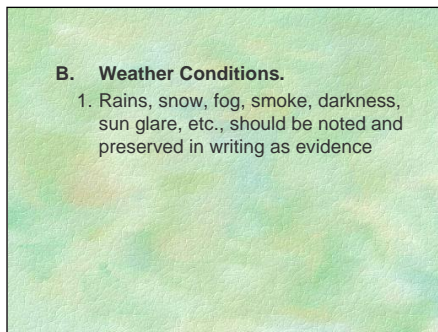 B. Weather Conditions.
1. Rains, snow, fog, smoke, darkness,
sun glare, etc., should be noted and
preserved in writing as evidence